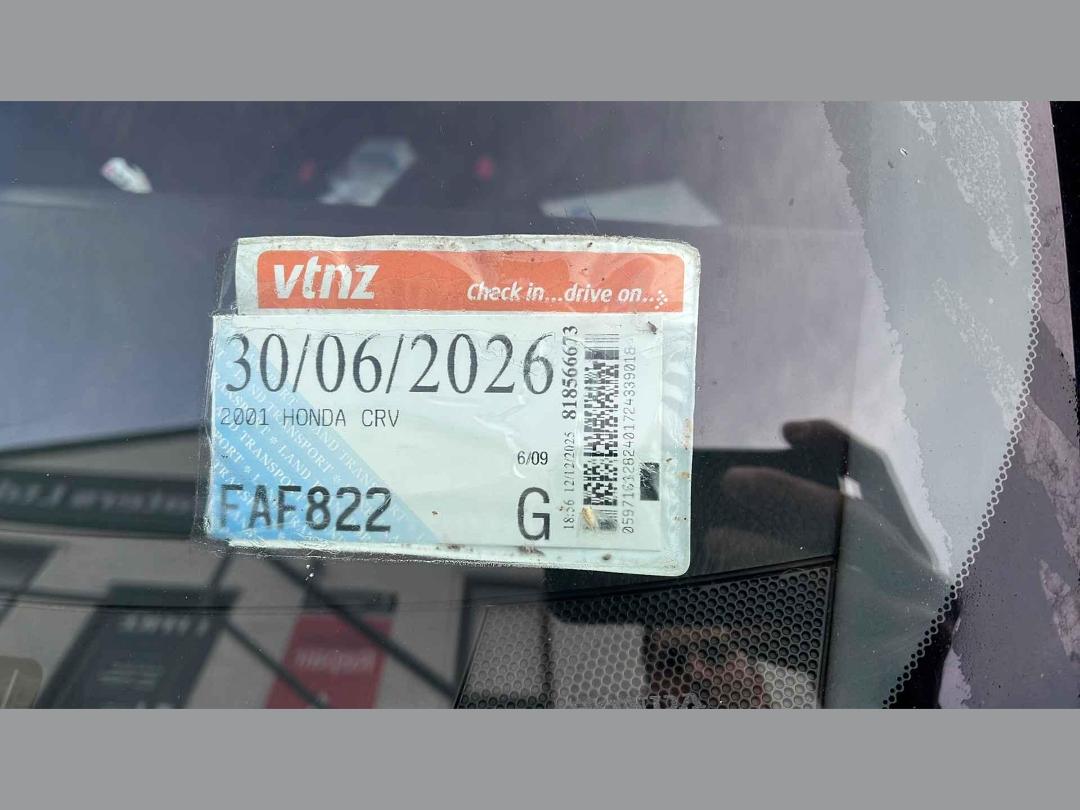 vtnz
Check in...drive on...
30/06/2026
2001 HONDA CRV
6/09
FAF822
G
18:56 12/12/2025 818566673